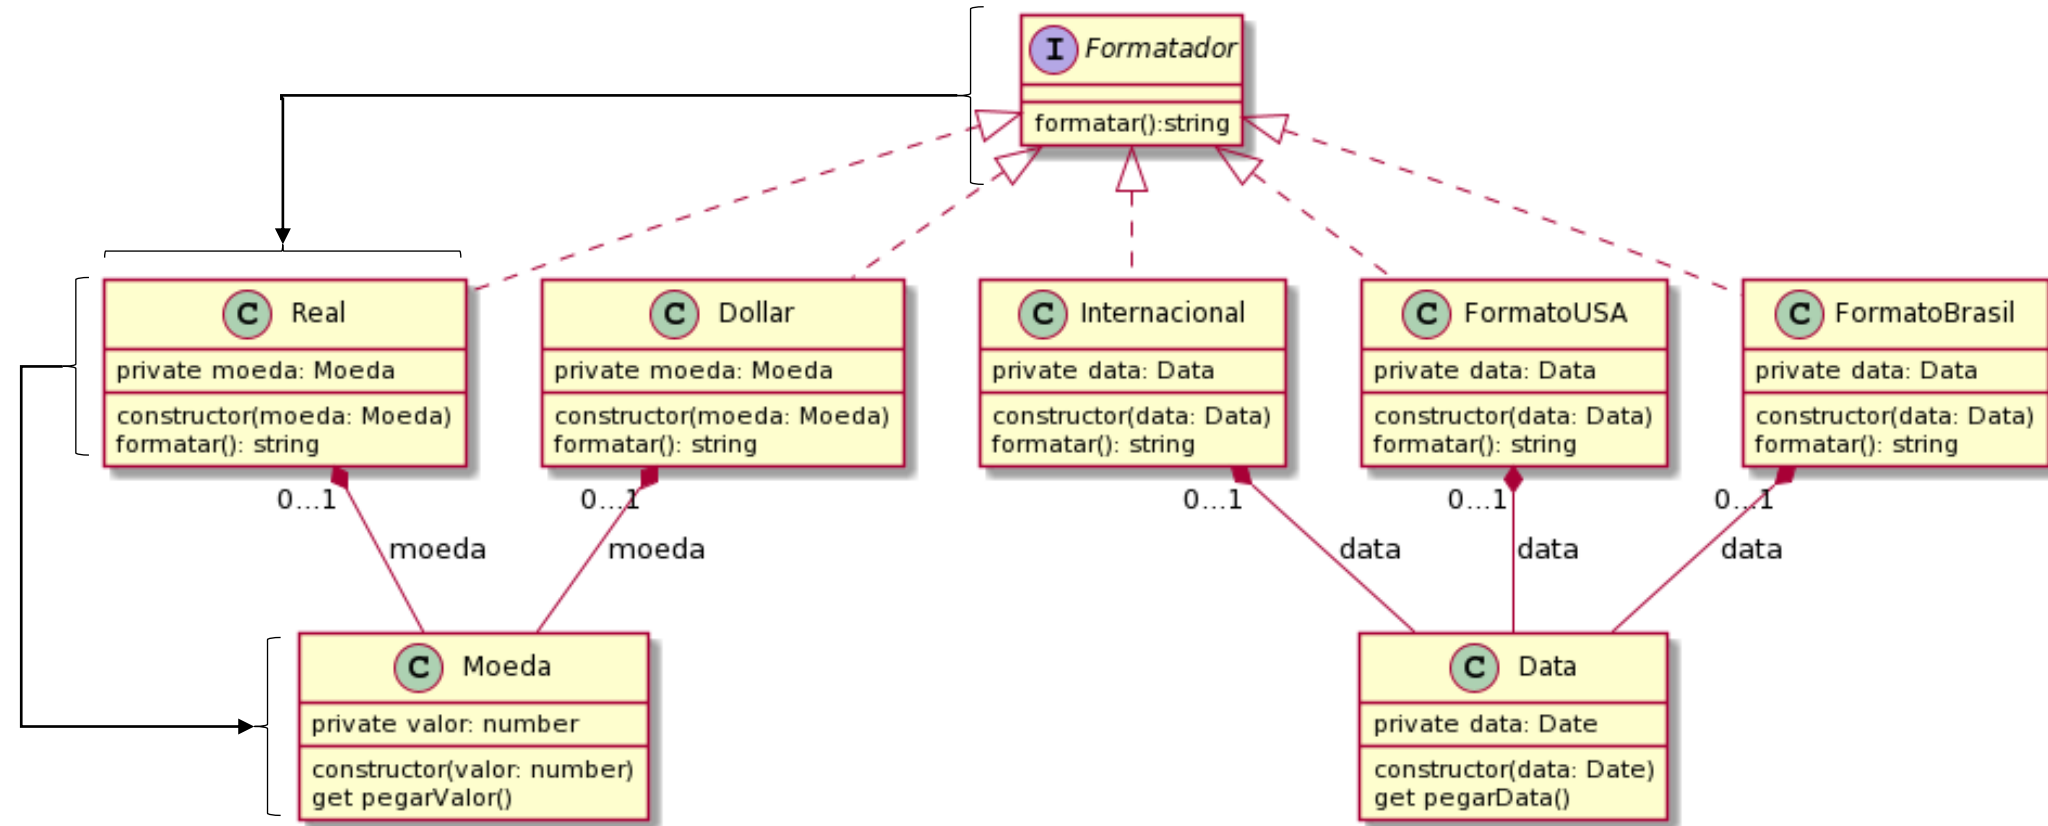 I Formatador
formatar():string
C Real
private moeda: Moeda
constructor(moeda: Moeda)
formatar(): string
C Dollar
private moeda: Moeda
constructor(moeda: Moeda)
formatar(): string
C Internacional
private data: Data
constructor(data: Data)
formatar(): string
C FormatoUSA
private data: Data
constructor(data: Data)
formatar(): string
C FormatoBrasil
private data: Data
constructor(data: Data)
formatar(): string
0...1
0...1
0...1
0...1
0...1
moeda
moeda
data
data
data
C Moeda
private valor: number
constructor(valor: number)
get pegarValor()
C Data
private data: Date
constructor(data: Date)
get pegarData()